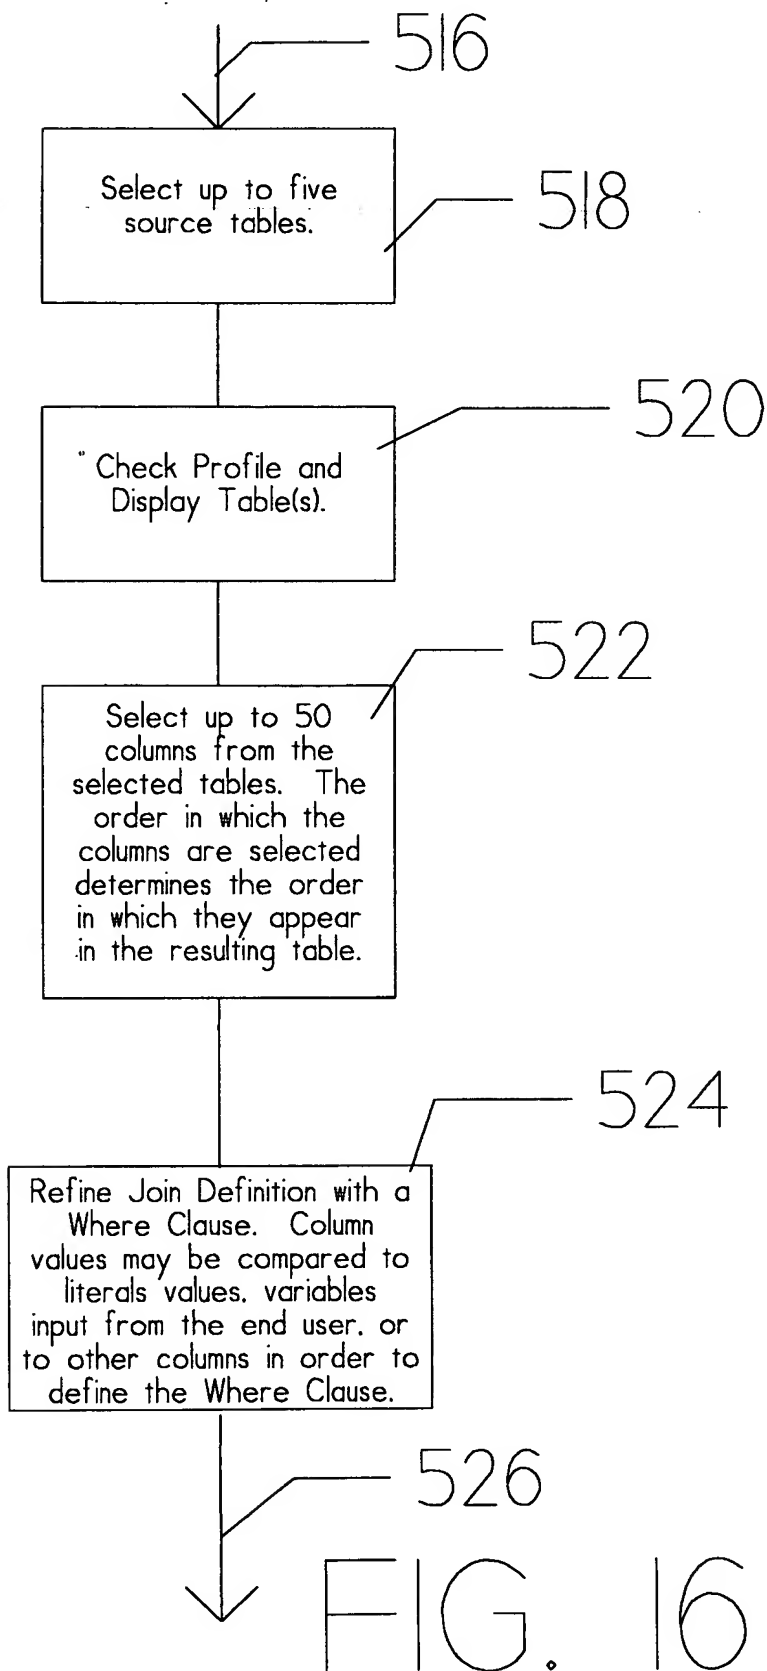 516
Select up to five
source tables.
518
520
Check Profile and
Display Table(s).
522
Select up to 50
columns from the
selected tables. The
order in which the
columns are selected
determines the order
in which they appear
in the resulting table.
524
Refine Join Definition with a
Where Clause. Column
values may be compared to
literals values, variables
input from the end user, or
to other columns in order to
define the Where Clause.
526
FIG. 16